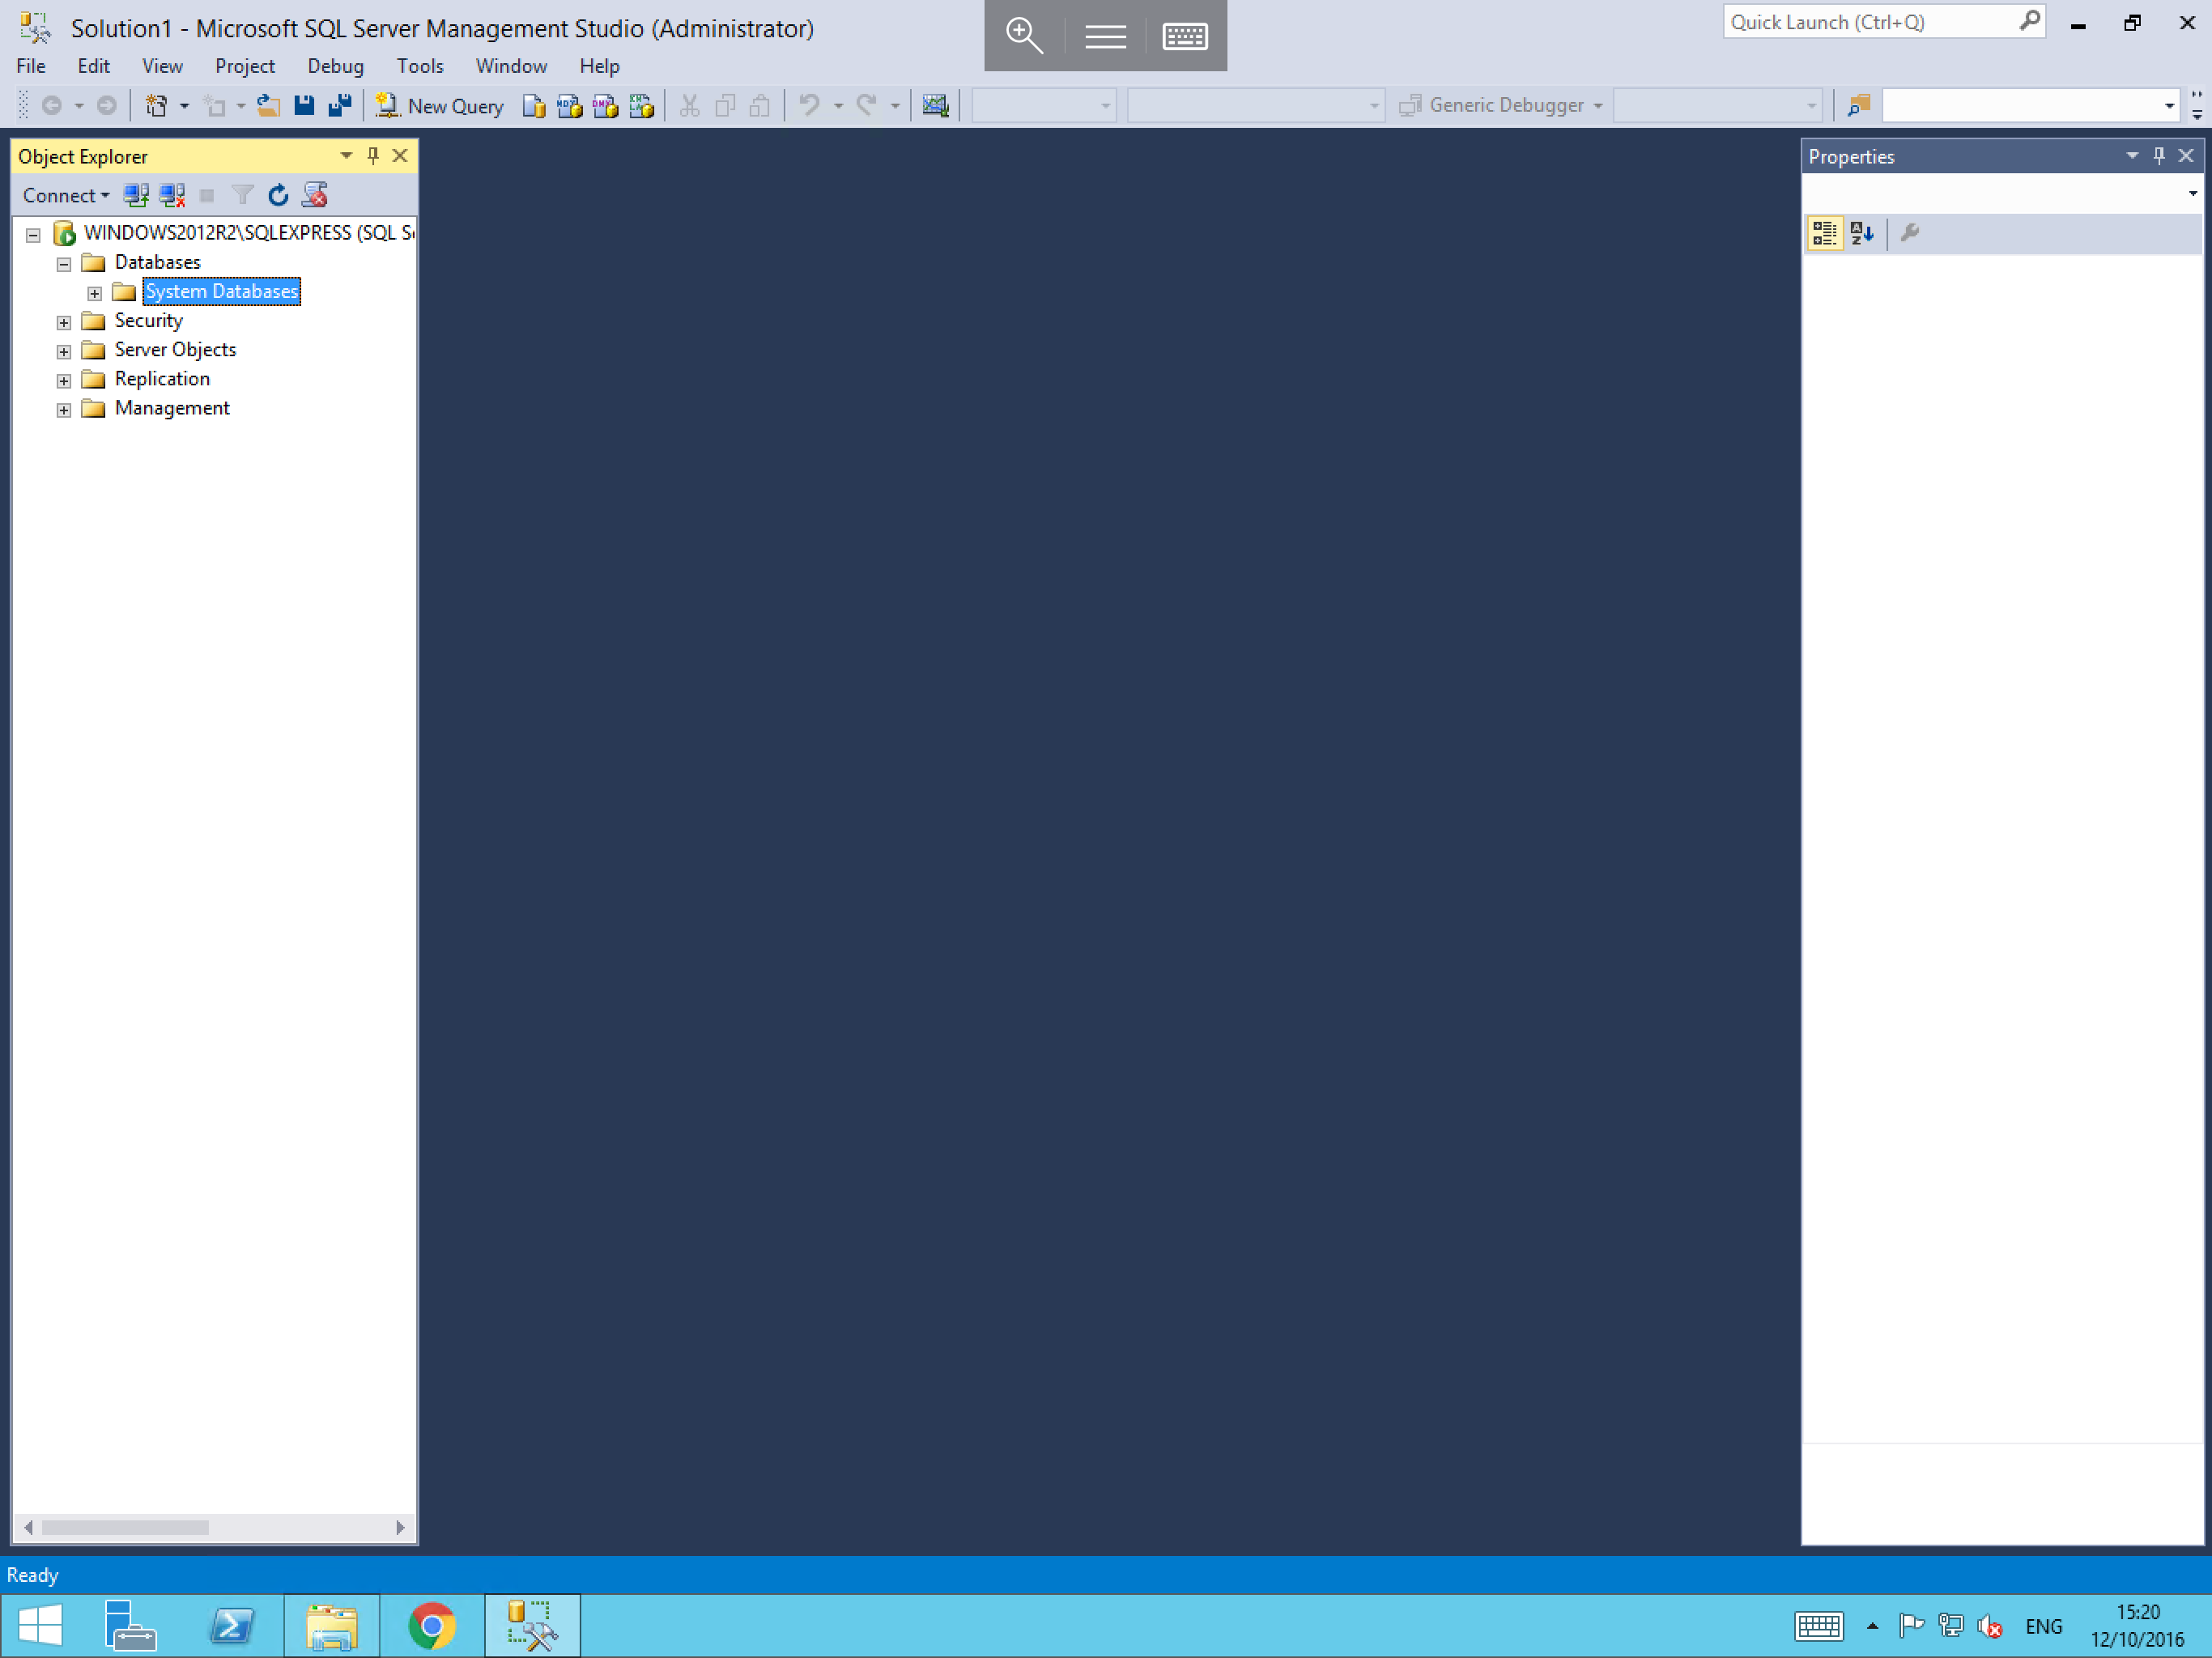 Solution1 - Microsoft SQL Server Management Studio (Administrator)
Quick Launch (Ctrl+Q)
File Edit View Project Debug Tools Window Help
New Query
Generic Debugger
Object Explorer
Properties
Connect
WINDOWS2012R2\SQLEXPRESS (SQL S
Databases
System Databases
Security
Server Objects
Replication
Management
Ready
ENG
15:20
12/10/2016